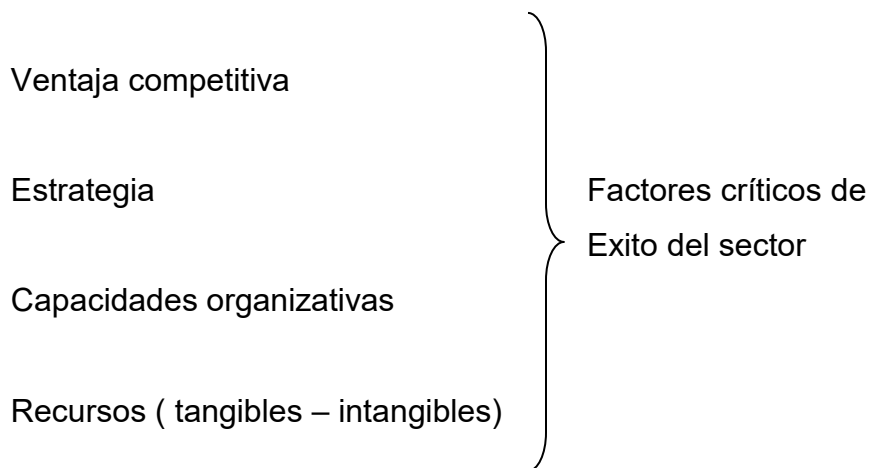 Ventaja competitiva
Estrategia
Capacidades organizativas
Recursos ( tangibles – intangibles)
Factores críticos de
Exito del sector